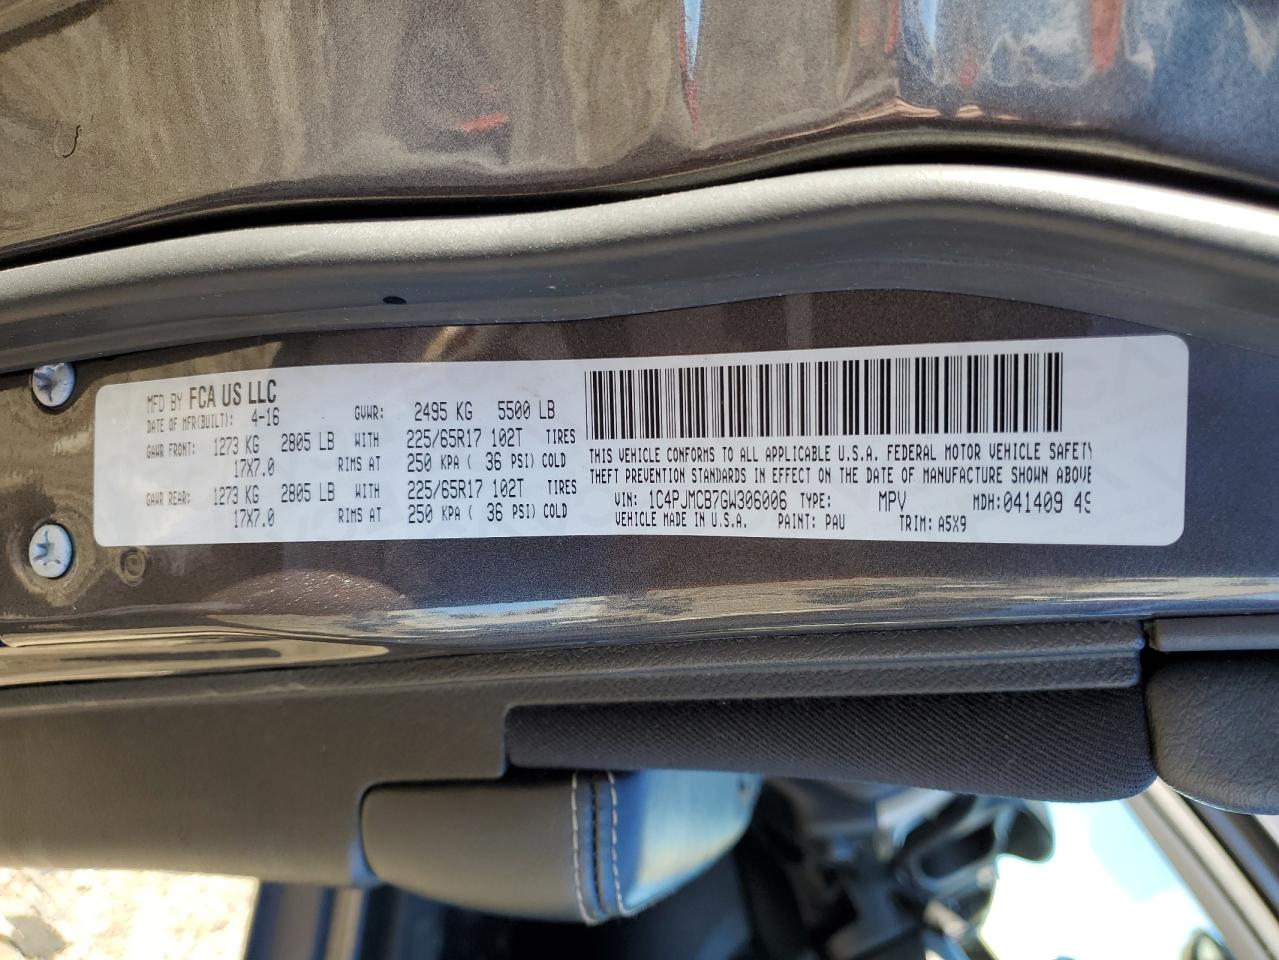 MFD BY FCA US LLC
DATE OF MFR(BUILT): 4-16 GVWR: 2495 KG 5500 LB
GAWR FRONT: 1273 KG 2805 LB WITH 225/65R17 102T TIRES
17X7.0 RIMS AT 250 KPA ( 36 PSI) COLD
GAWR REAR: 1273 KG 2805 LB WITH 225/65R17 102T TIRES
17X7.0 RIMS AT 250 KPA ( 36 PSI) COLD
THIS VEHICLE CONFORMS TO ALL APPLICABLE U.S.A. FEDERAL MOTOR VEHICLE SAFETY
THEFT PREVENTION STANDARDS IN EFFECT ON THE DATE OF MANUFACTURE SHOWN ABOVE
VIN: 1C4PJMCB7GW306006 TYPE: MPV MDH: 041409 49
VEHICLE MADE IN U.S.A. PAINT: PAU TRIM: A5X9